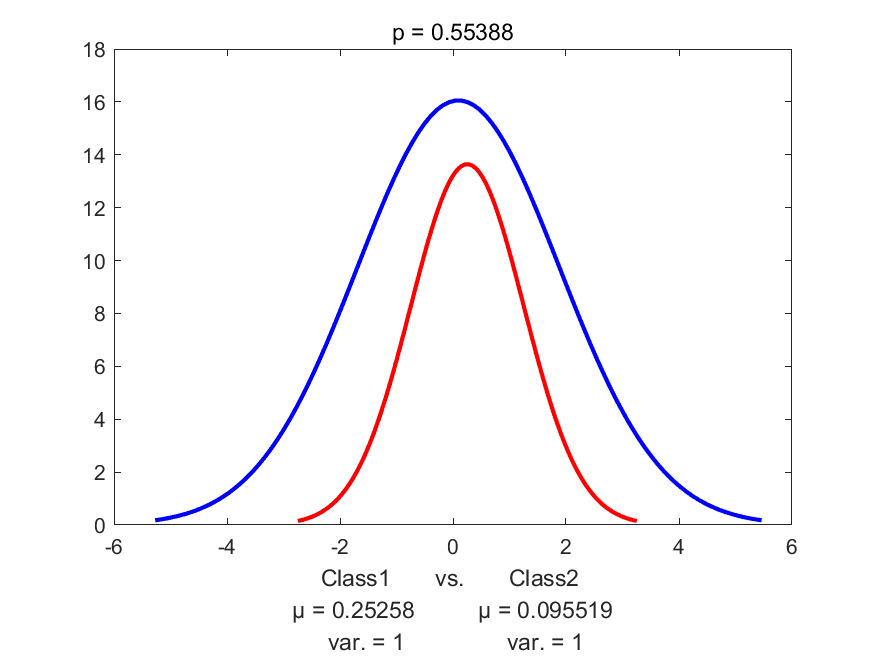 p = 0.55388
18
16
14
12
10
8
6
4
2
0
-6 -4 -2 0 2 4 6
Class1 vs. Class2
μ = 0.25258 μ = 0.095519
var. = 1 var. = 1